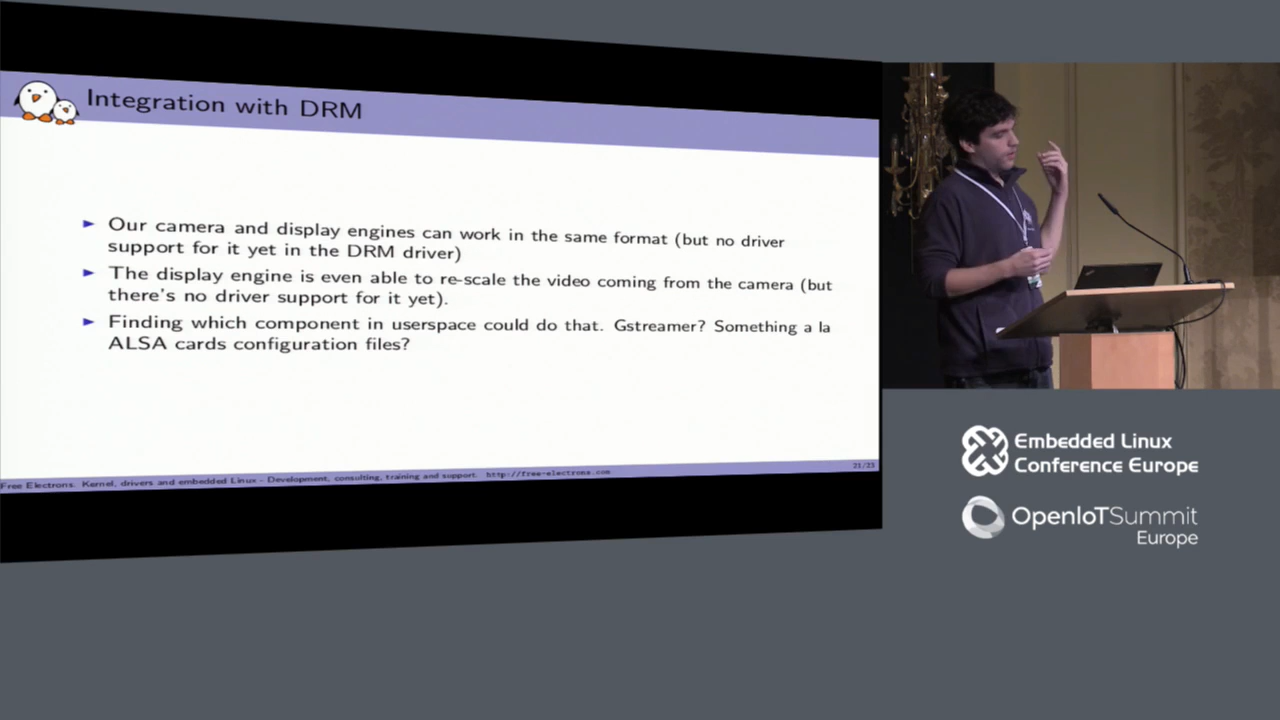 Integration with DRM
► Our camera and display engines can work in the same format (but no driver
support for it yet in the DRM driver)
► The display engine is even able to re-scale the video coming from the camera (but
there's no driver support for it yet).
► Finding which component in userspace could do that. Gstreamer? Something a la
ALSA cards configuration files?
Free Electrons. Kernel, drivers and embedded Linux - Development, consulting, training and support. http://free-electrons.com
21/23
Embedded Linux
Conference Europe
OpenIoTSummit
Europe